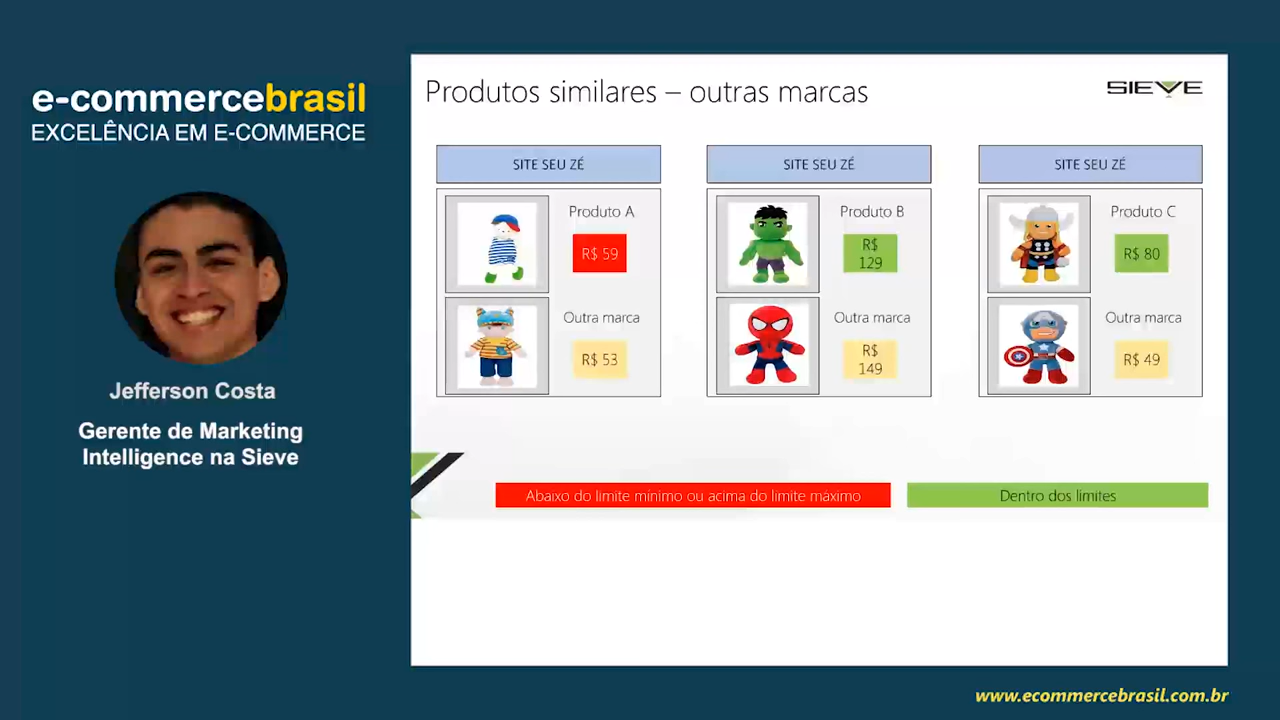 e-commercebrasil
EXCELÊNCIA EM E-COMMERCE
Jefferson Costa
Gerente de Marketing
Intelligence na Sieve
Produtos similares – outras marcas
SIEVE
SITE SEU ZÉ
Produto A
R$ 59
Outra marca
R$ 53
SITE SEU ZÉ
Produto B
R$
129
Outra marca
R$
149
SITE SEU ZÉ
Produto C
R$ 80
Outra marca
R$ 49
Abaixo do limite mínimo ou acima do limite máximo
Dentro dos limites
www.ecommercebrasil.com.br